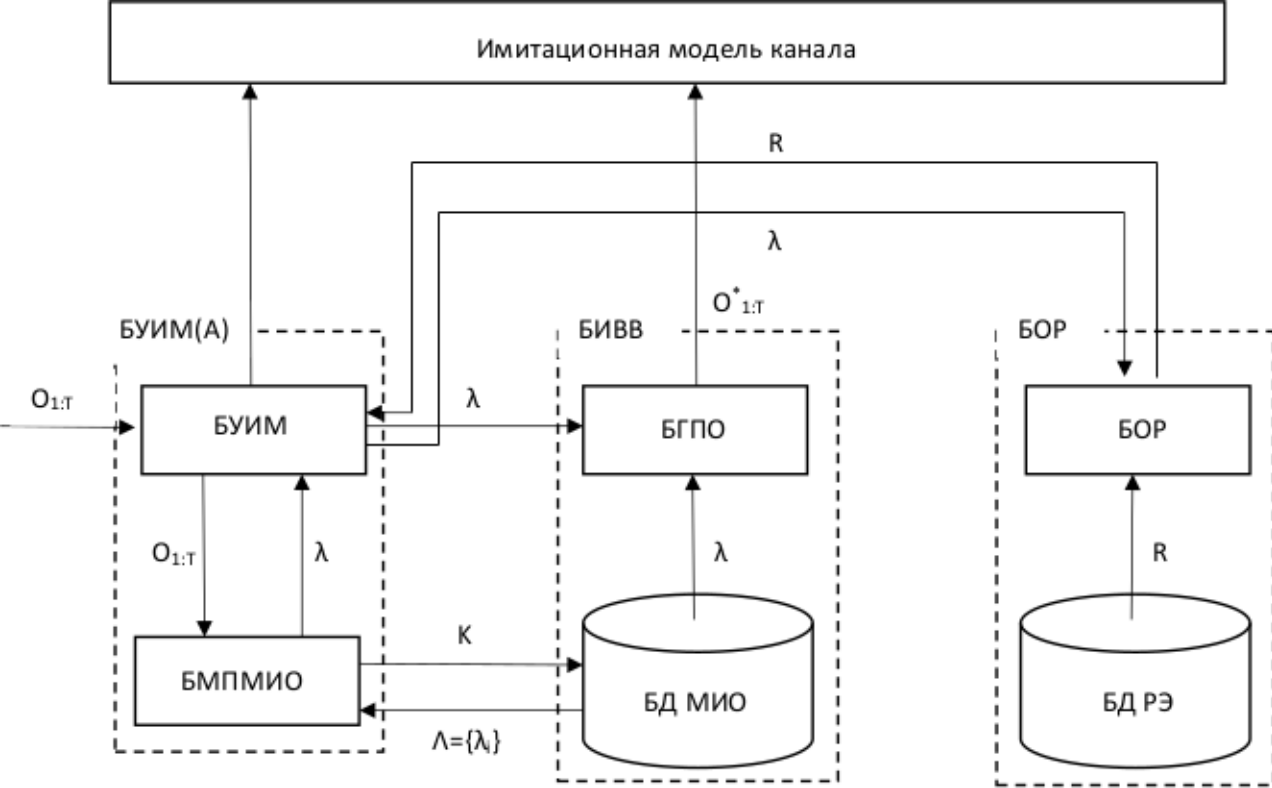 Имитационная модель канала
R
λ
O*1:T
БУИМ(А)
БИВВ
БОР
O1:T
БУИМ
λ
БГПО
БОР
O1:T
λ
λ
R
K
БМПМИО
БД МИО
БД РЭ
Λ={λi}